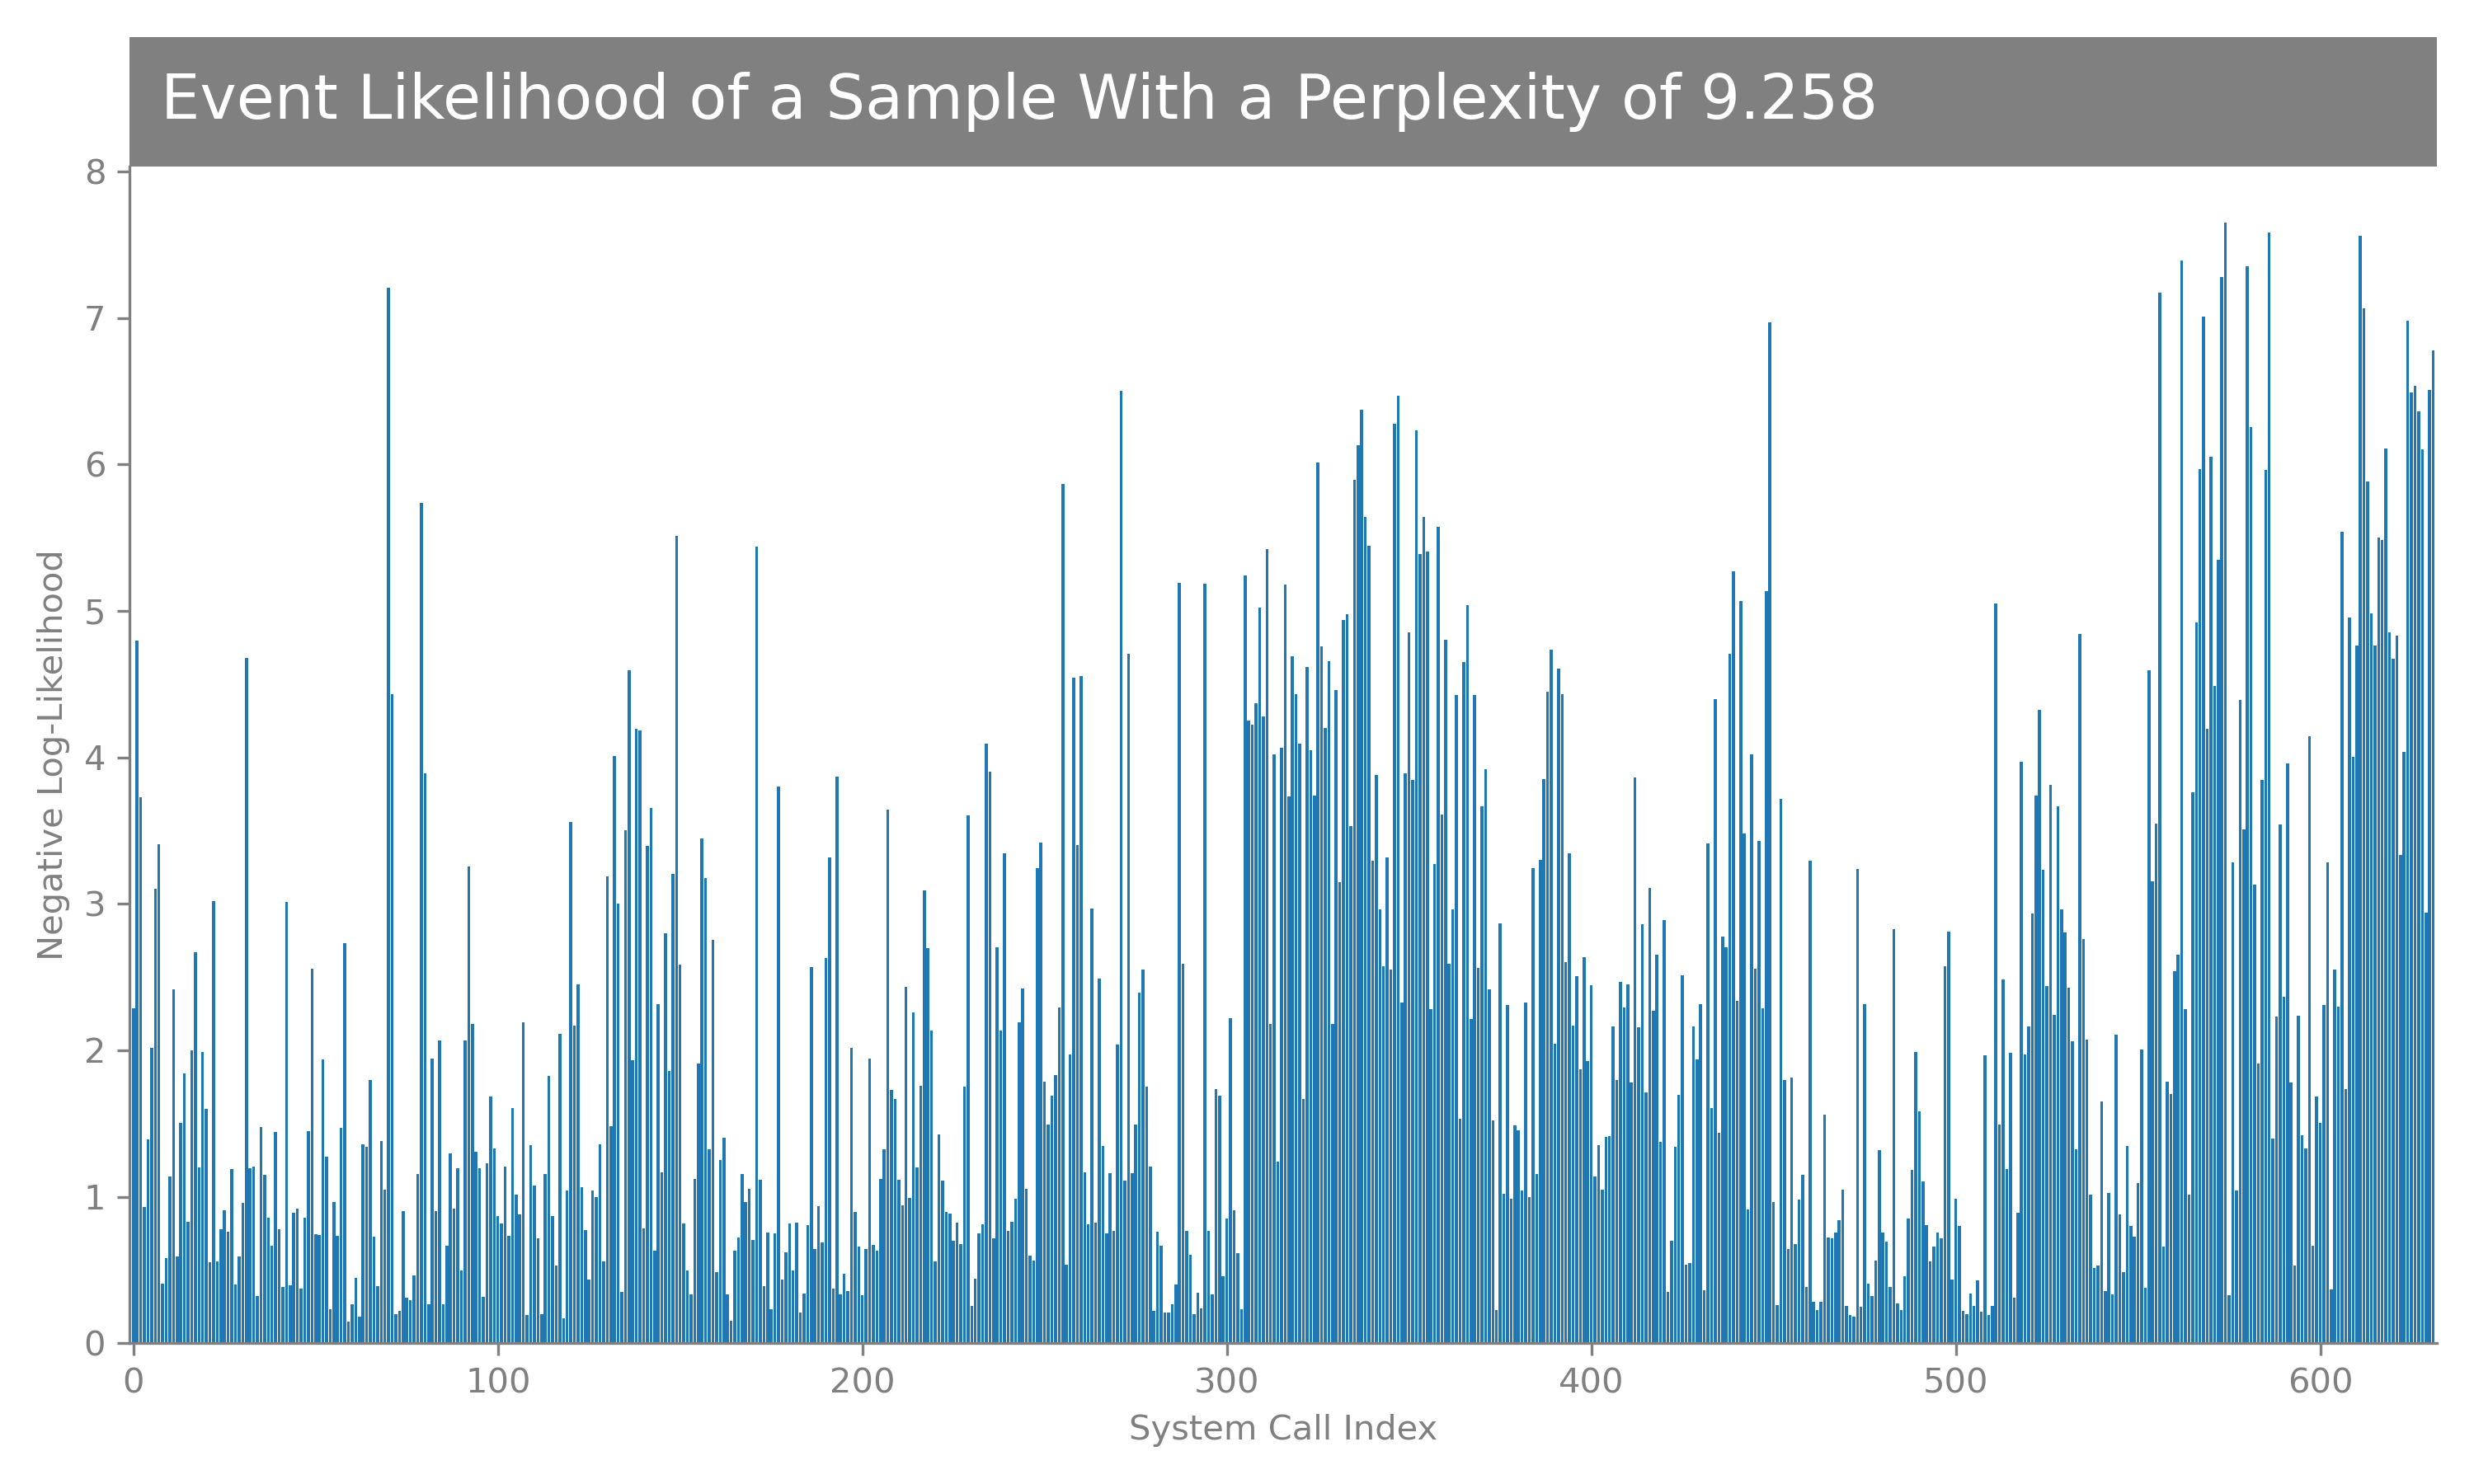 Event Likelihood of a Sample With a Perplexity of 9.258
8
7
6
5
4
3
2
1
0
Negative Log-Likelihood
0 100 200 300 400 500 600
System Call Index